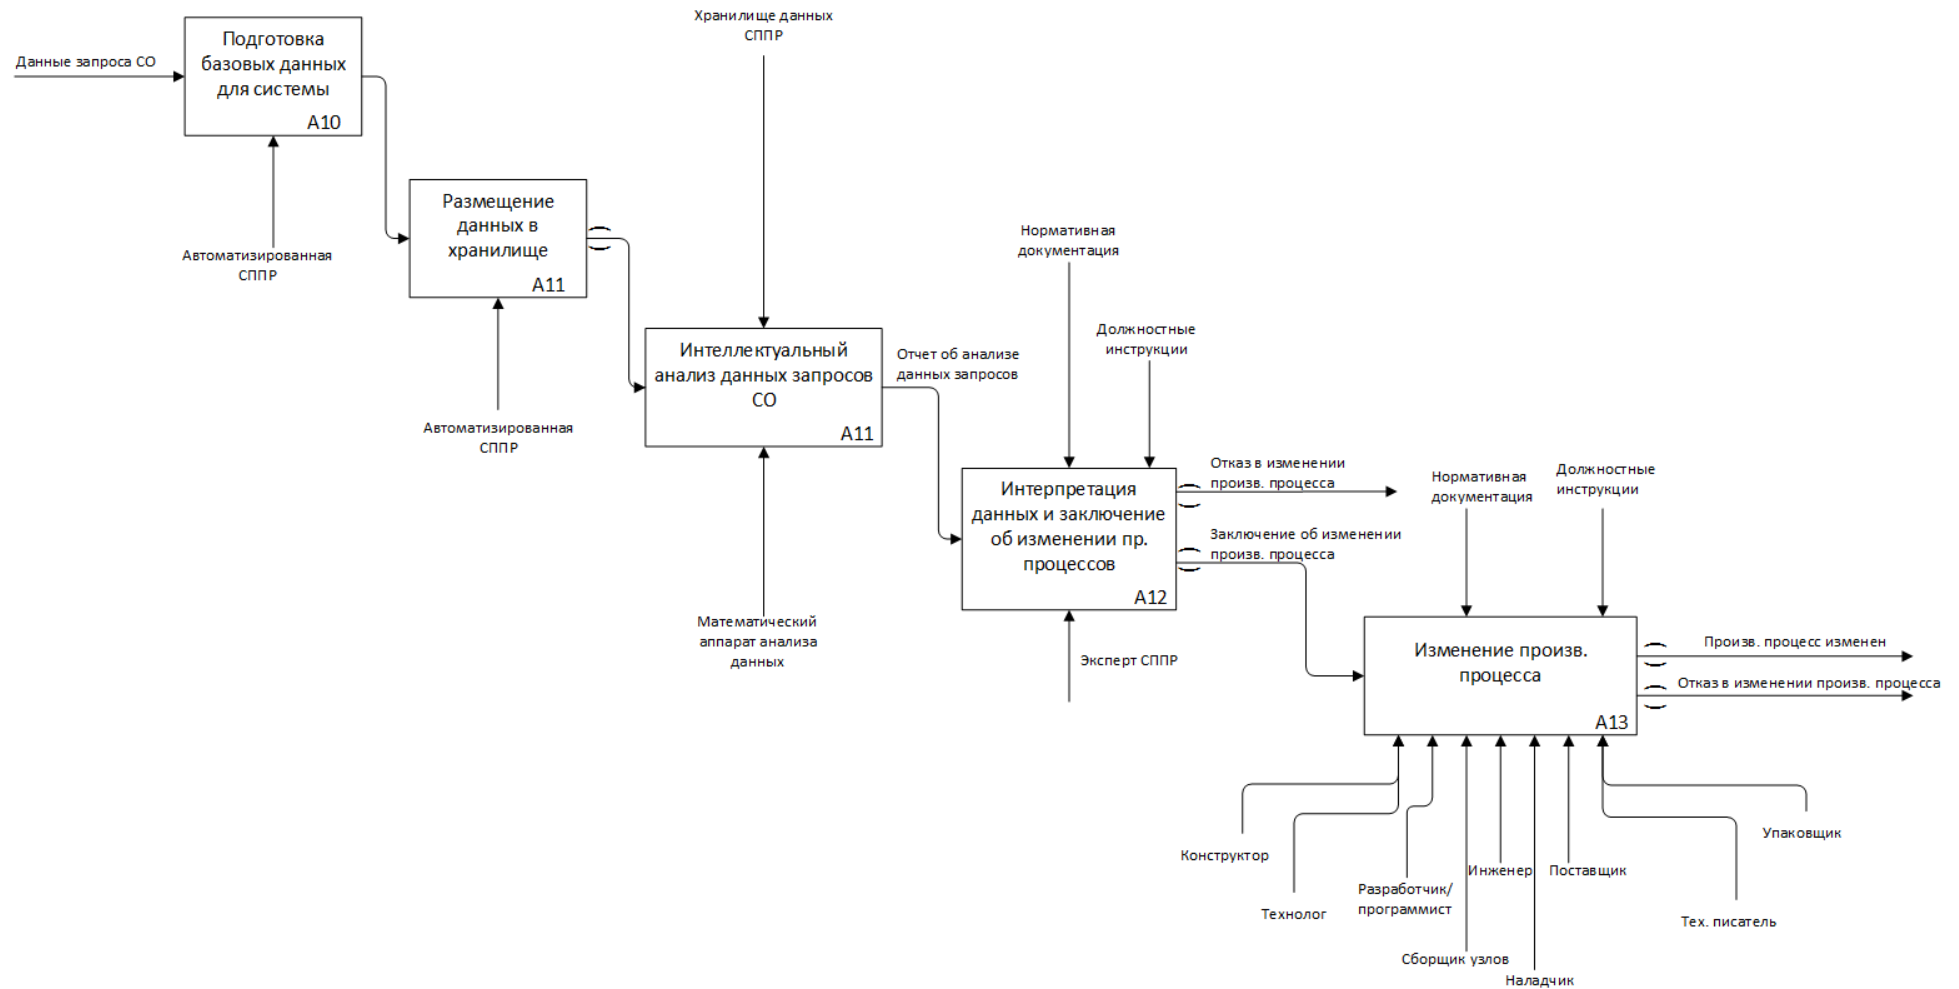 Данные запроса СО
Подготовка
базовых данных
для системы
А10
Автоматизированная
СППР
Размещение
данных в
хранилище
А11
Автоматизированная
СППР
Хранилище данных
СППР
Интеллектуальный
анализ данных запросов
СО
А11
Математический
аппарат анализа
данных
Отчет об анализе
данных запросов
Нормативная
документация
Должностные
инструкции
Интерпретация
данных и заключение
об изменении пр.
процессов
А12
Эксперт СППР
Отказ в изменении
произв. процесса
Заключение об изменении
произв. процесса
Нормативная
документация
Должностные
инструкции
Изменение произв.
процесса
А13
Произв. процесс изменен
Отказ в изменении произв. процесса
Конструктор
Технолог
Разработчик/
программист
Сборщик узлов
Инженер
Наладчик
Поставщик
Тех. писатель
Упаковщик